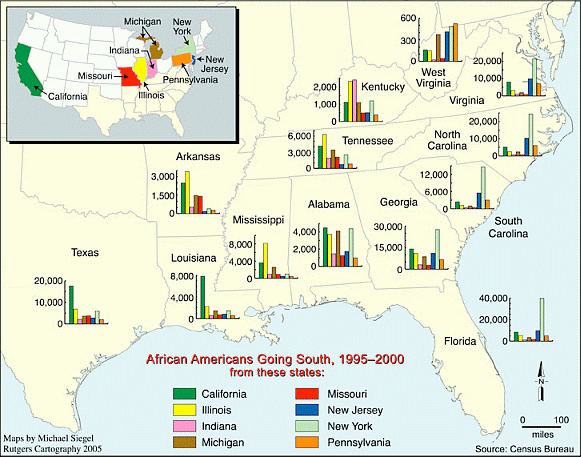 Michigan
New
York
Indiana
Missouri
New
Jersey
Pennsylvania
California
Illinois
600
300
0
West
Virginia
20,000
10,000
0
Virginia
Kentucky
2,000
1,000
0
North
Carolina
20,000
10,000
0
Tennessee
6,000
3,000
0
Arkansas
3,000
1,500
0
South
Carolina
12,000
6,000
0
Georgia
30,000
15,000
0
Alabama
4,000
2,000
0
Mississippi
8,000
4,000
0
Louisiana
8,000
4,000
0
Texas
20,000
10,000
0
Florida
40,000
20,000
0
African Americans Going South, 1995–2000
from these states:
California
Illinois
Indiana
Michigan
Missouri
New Jersey
New York
Pennsylvania
N
0 100
miles
Maps by Michael Siegel
Rutgers Cartography 2005
Source: Census Bureau